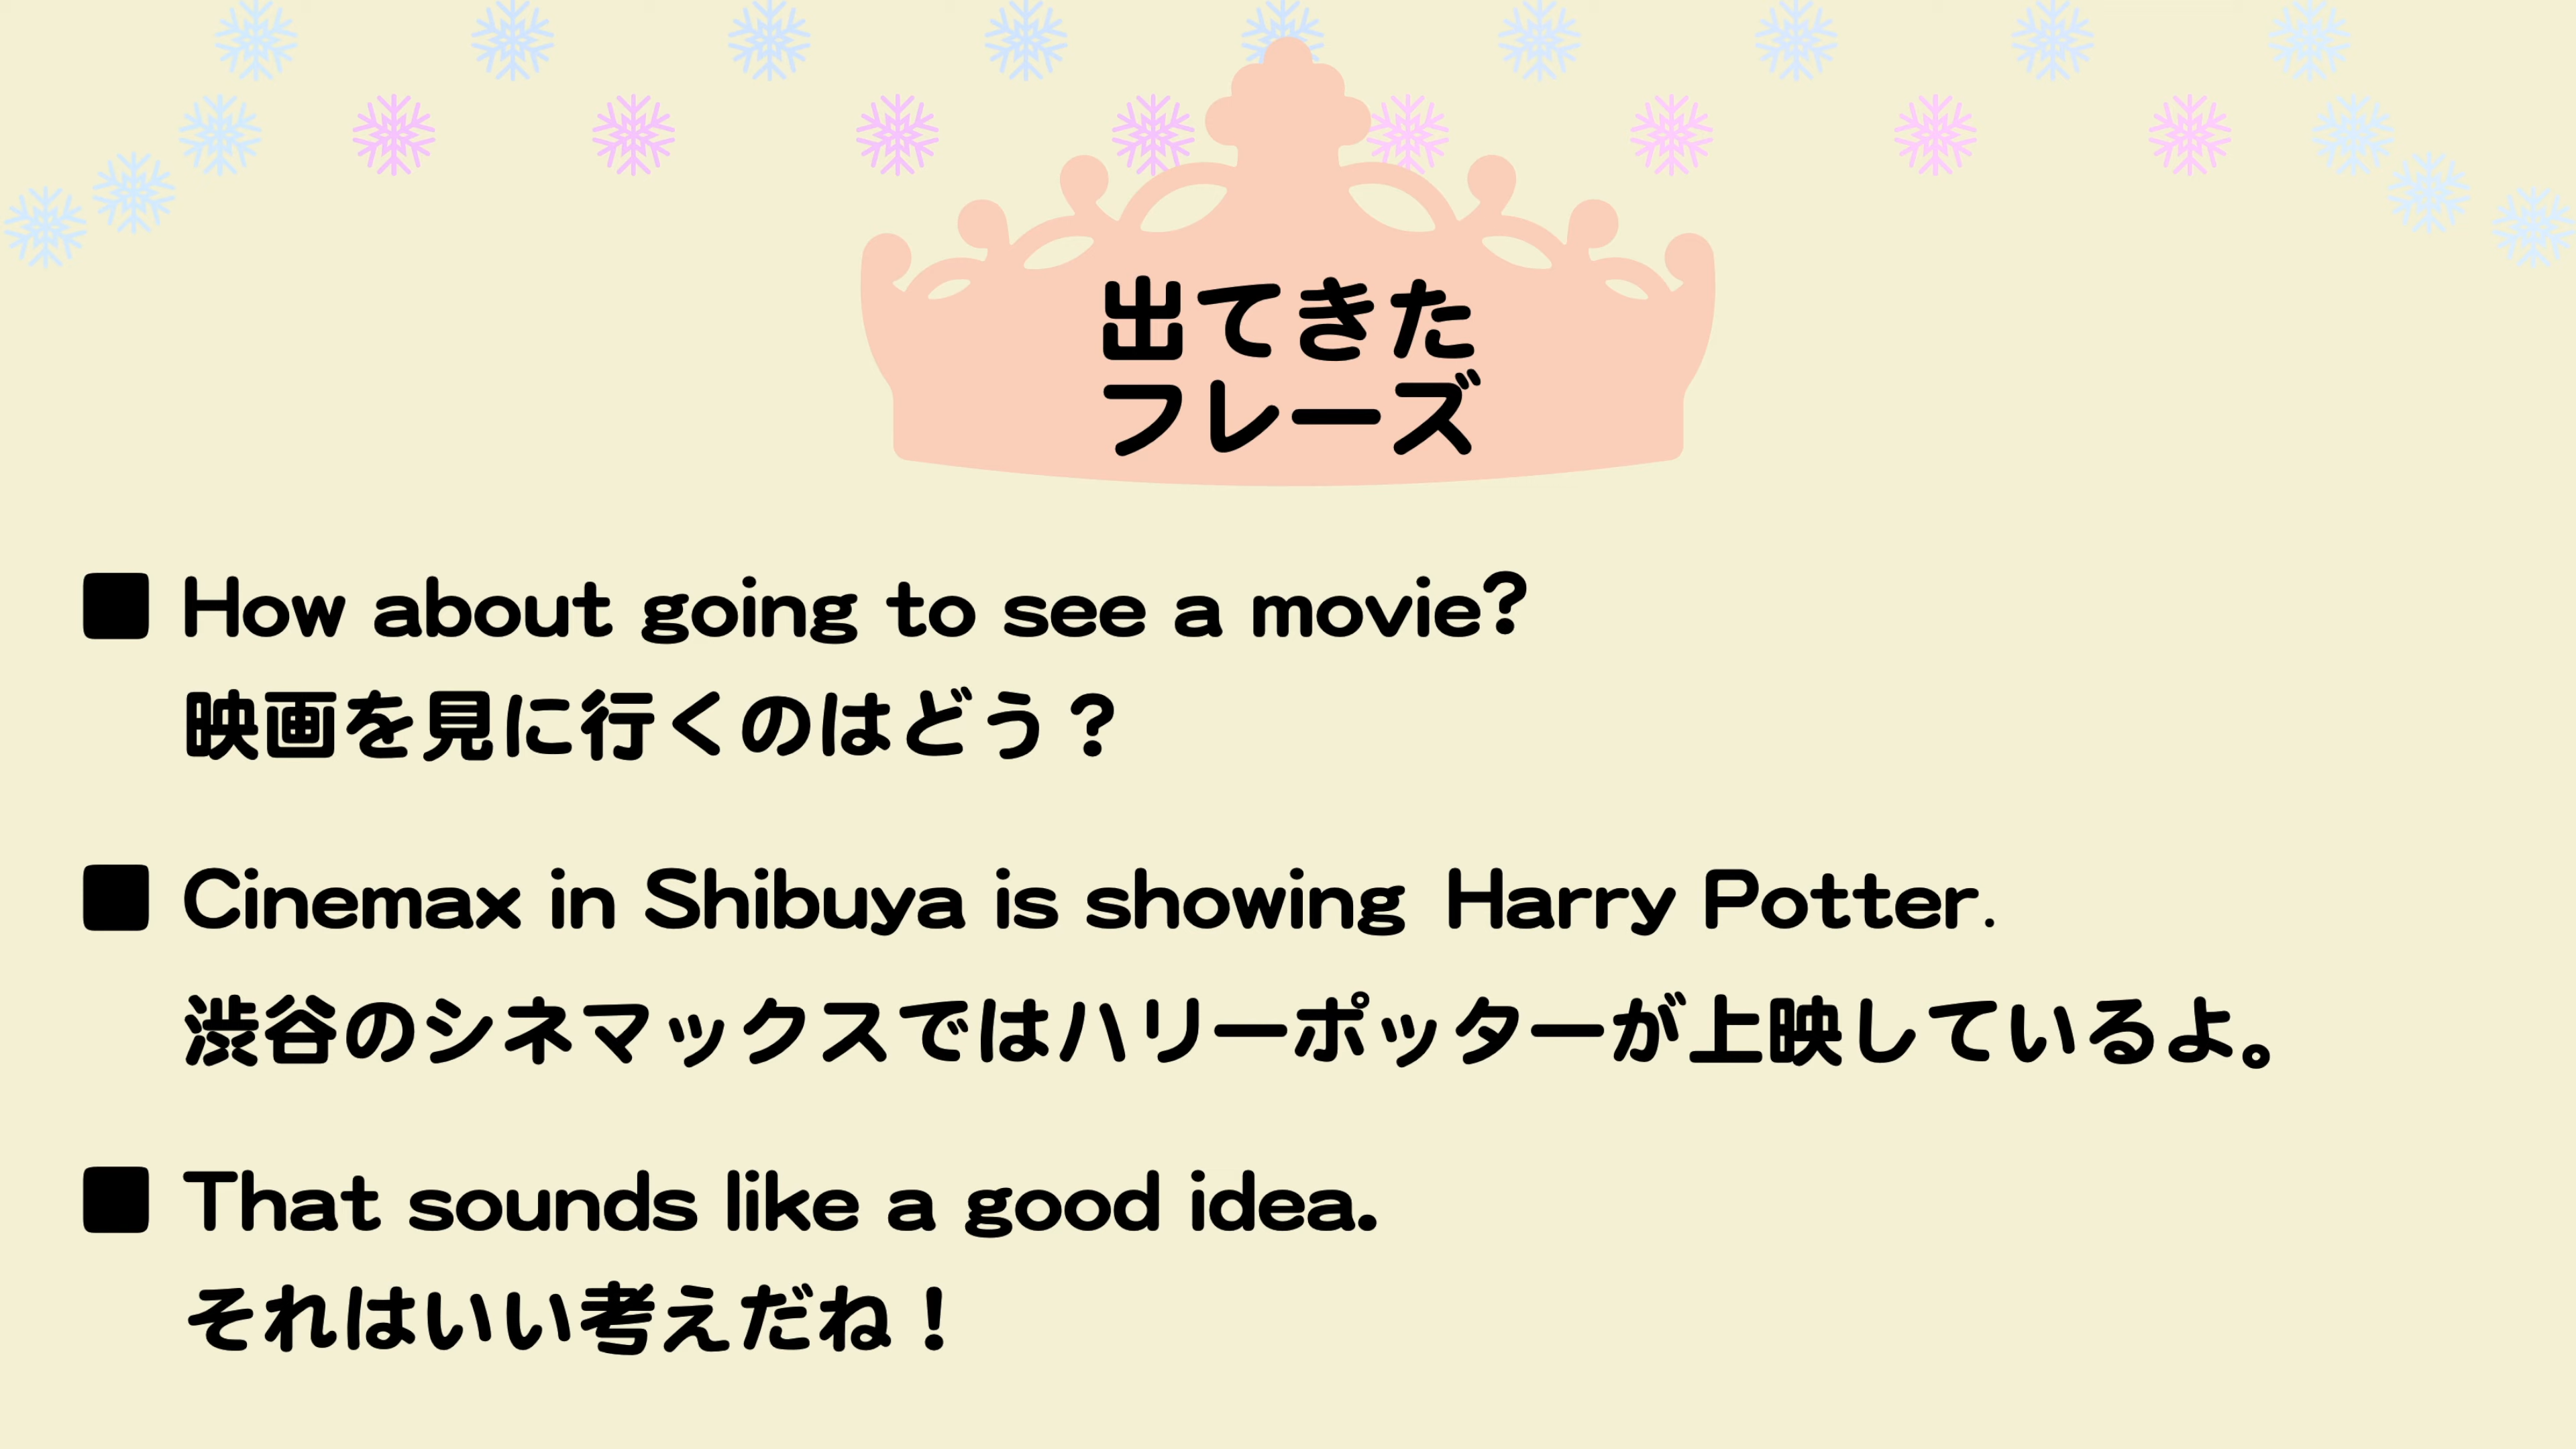 出てきた
フレーズ
■ How about going to see a movie?
映画を見に行くのはどう？
■ Cinemax in Shibuya is showing Harry Potter.
渋谷のシネマックスではハリーポッターが上映しているよ。
■ That sounds like a good idea.
それはいい考えだね！